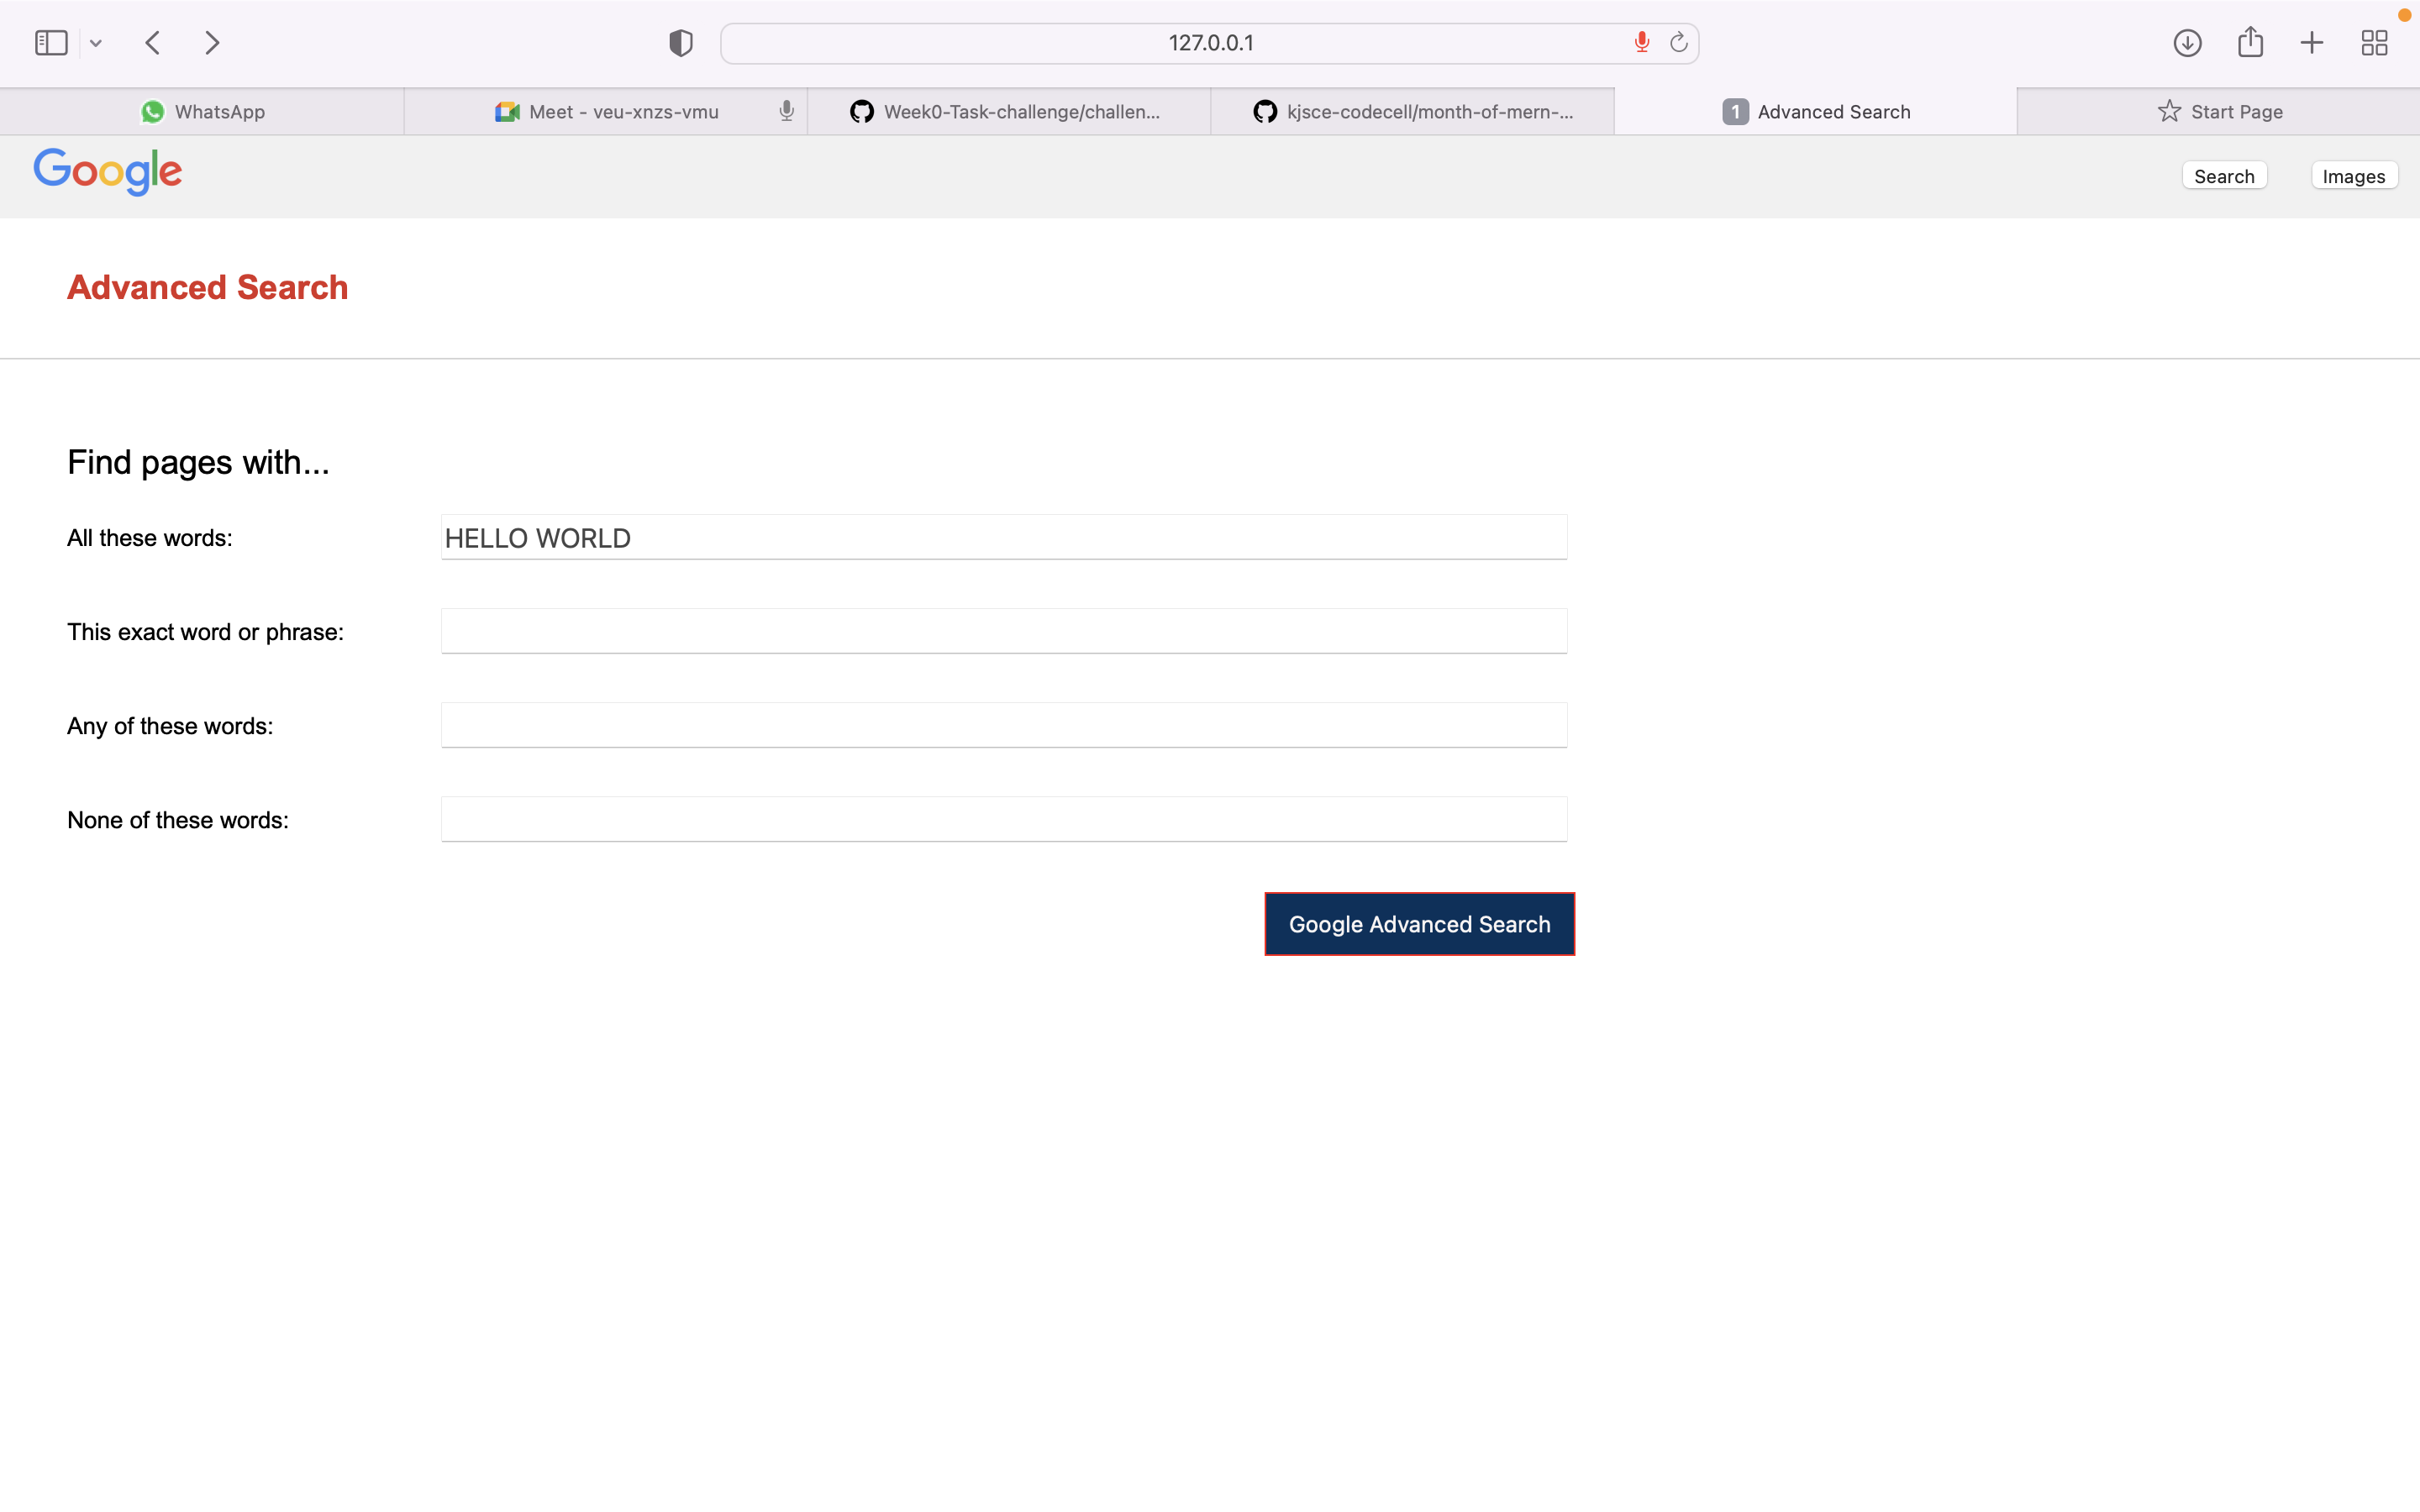 127.0.0.1
WhatsApp
Meet - veu-xnzs-vmu
Week0-Task-challenge/challen...
kjsce-codecell/month-of-mern-...
1 Advanced Search
Start Page
Google
Search
Images
Advanced Search
Find pages with...
All these words:
HELLO WORLD
This exact word or phrase:
Any of these words:
None of these words:
Google Advanced Search